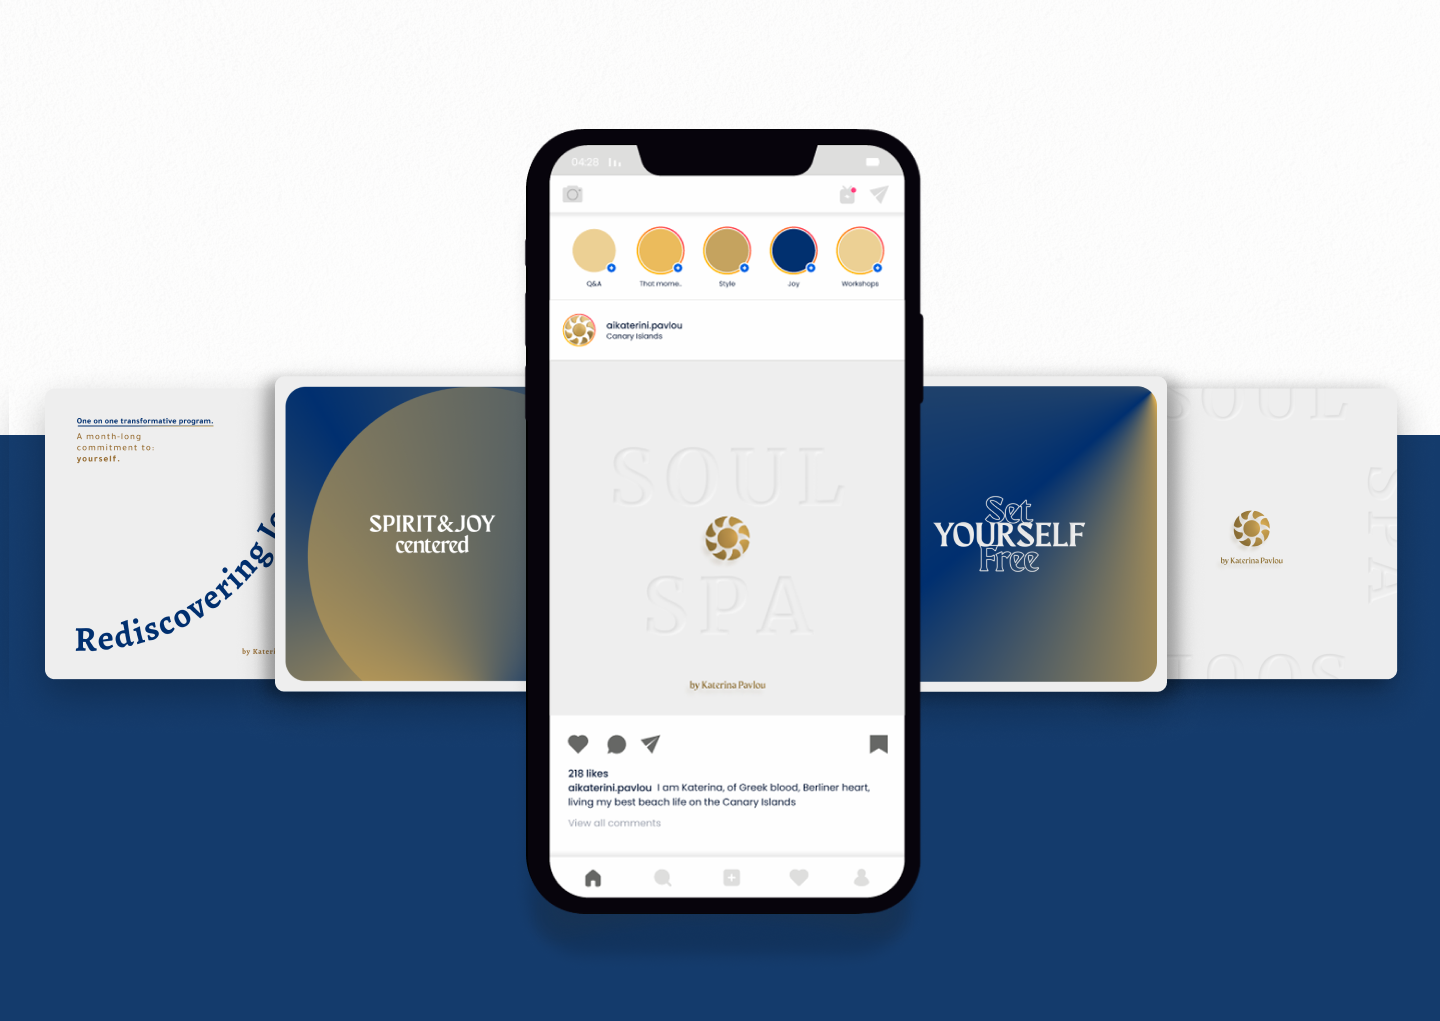 04:28
Q&A
That mome..
Style
Joy
Workshops
aikaterini.pavlou
Canary Islands
SOUL
SPA
by Katerina Pavlou
218 likes
aikaterini.pavlou I am Katerina, of Greek blood, Berliner heart,
living my best beach life on the Canary Islands
View all comments
One on one transformative program.
A month-long
commitment to:
yourself.
Rediscovering Jo
by Kateri
SPIRIT & JOY
centered
Set
YOURSELF
Free
SOUL
SPA
by Katerina Pavlou
SOUL